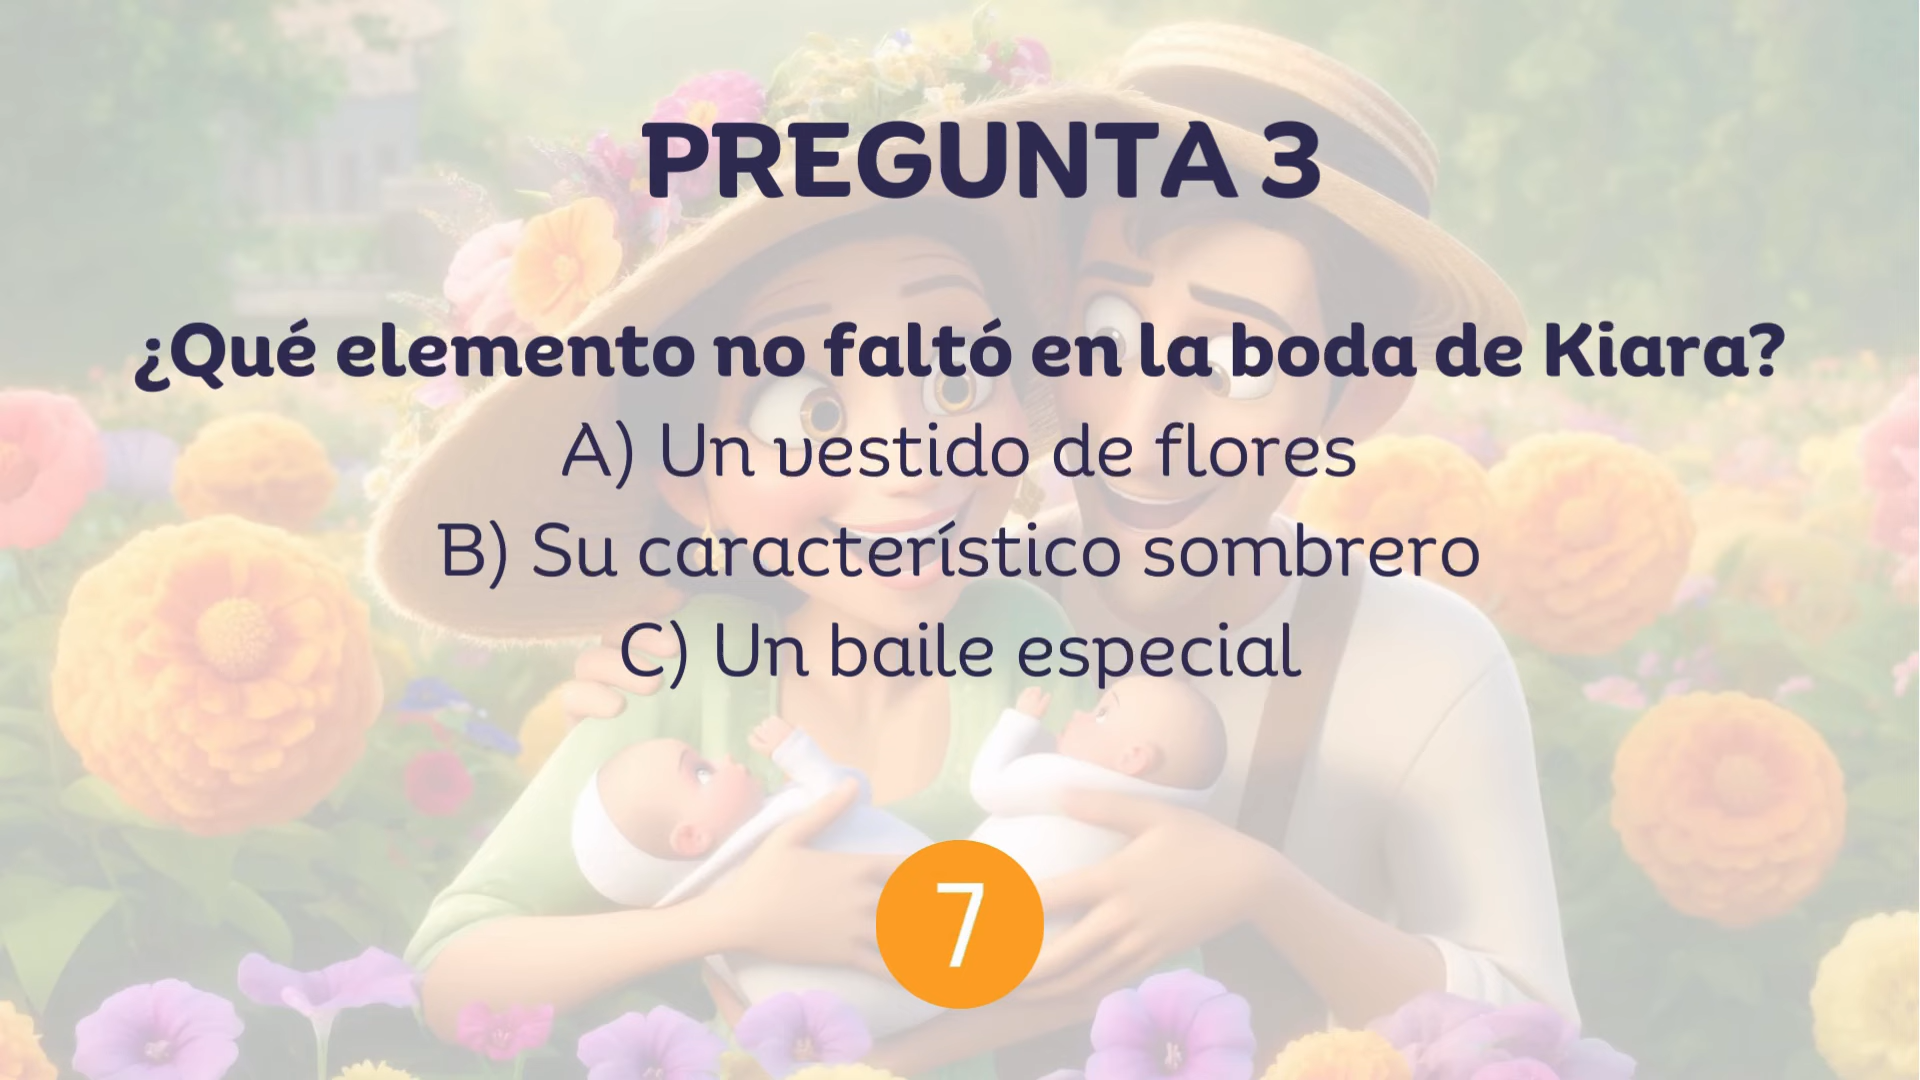 PREGUNTA 3
¿Qué elemento no faltó en la boda de Kiara?
A) Un vestido de flores
B) Su característico sombrero
C) Un baile especial
7